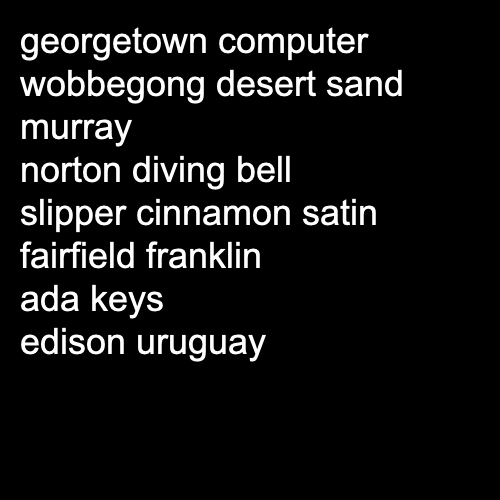 georgetown computer
wobbegong desert sand
murray
norton diving bell
slipper cinnamon satin
fairfield franklin
ada keys
edison uruguay